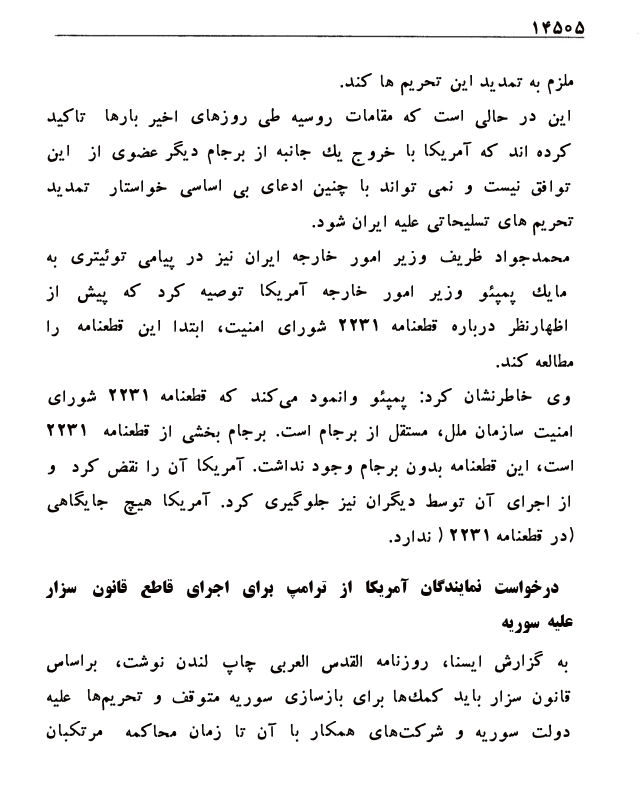 ۱۴۵۰۵
ملزم به تمدید این تحریم ها کند.
این در حالی است که مقامات روسیه طی روزهای اخیر بارها تاکید
کرده اند که آمریکا با خروج یك جانبه از برجام دیگر عضوی از این
توافق نیست و نمی تواند با چنین ادعای بی اساسی خواستار تمدید
تحریم های تسلیحاتی علیه ایران شود.
محمدجواد ظریف وزیر امور خارجه ایران نیز در پیامی توئیتری به
مایك پمپئو وزیر امور خارجه آمریکا توصیه کرد که پیش از
اظهارنظر درباره قطعنامه ۲۲۳۱ شورای امنیت، ابتدا این قطعنامه را
مطالعه کند.
وی خاطرنشان کرد: پمپئو وانمود می‌کند که قطعنامه ۲۲۳۱ شورای
امنیت سازمان ملل، مستقل از برجام است. برجام بخشی از قطعنامه ۲۲۳۱
است، این قطعنامه بدون برجام وجود نداشت. آمریکا آن را نقض کرد و
از اجرای آن توسط دیگران نیز جلوگیری کرد. آمریکا هیچ جایگاهی
(در قطعنامه ۲۲۳۱ ( ندارد.
درخواست نمایندگان آمریکا از ترامپ برای اجرای قاطع قانون سزار
علیه سوریه
به گزارش ایسنا، روزنامه القدس العربی چاپ لندن نوشت، براساس
قانون سزار باید کمك‌ها برای بازسازی سوریه متوقف و تحریم‌ها علیه
دولت سوریه و شرکت‌های همکار با آن تا زمان محاکمه مرتکبان